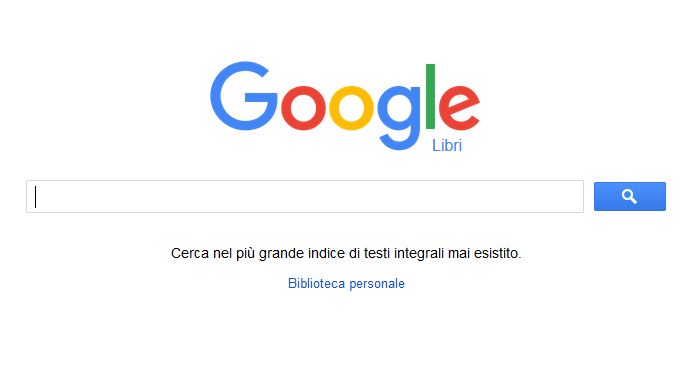 Google
Libri
Cerca nel più grande indice di testi integrali mai esistito.
Biblioteca personale